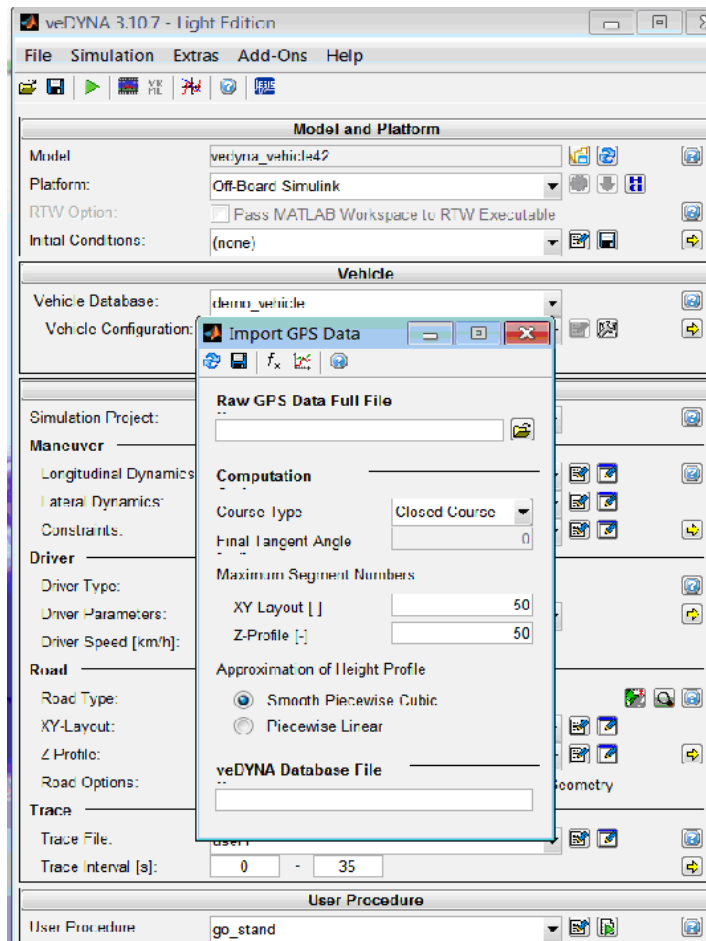 veDYNA 3.10.7 - Light Edition
File Simulation Extras Add-Ons Help
Model and Platform
Model vedyna_vehicle42
Platform: Off-Board Simulink
RTW Option: Pass MATLAB Workspace to RTW Executable
Initial Conditions: (none)
Vehicle
Vehicle Database: demo_vehicle
Vehicle Configuration:
Import GPS Data
Raw GPS Data Full File
Simulation Project:
Maneuver
Longitudinal Dynamics
Computation
Lateral Dynamics:
Course Type Closed Course
Constraints:
Final Tangent Angle 0
Driver
Maximum Segment Numbers
Driver Type:
XY Layout [-] 50
Driver Parameters:
Z-Profile [-] 50
Driver Speed [km/h]:
Road
Approximation of Height Profile
Road Type:
Smooth Piecewise Cubic
XY-Layout:
Piecewise Linear
Z Profile:
veDYNA Database File
Road Options:
Trace
Trace File:
Trace Interval [s]: 0 - 35
User Procedure
User Procedure go_stand